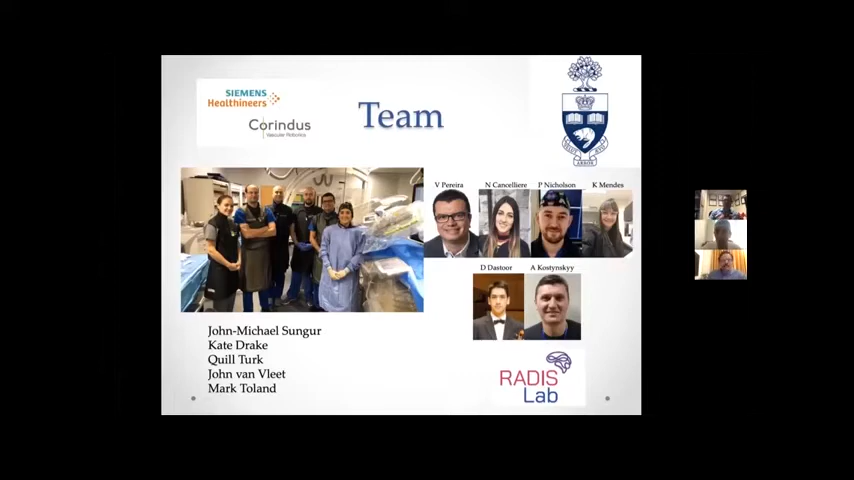 SIEMENS
Healthineers
Corindus
Vascular Robotics
Team
V Pereira
N Cancelliere
P Nicholson
K Mendes
D Dastoor
A Kostynskyy
John-Michael Sungur
Kate Drake
Quill Turk
John van Vleet
Mark Toland
RADIS
Lab